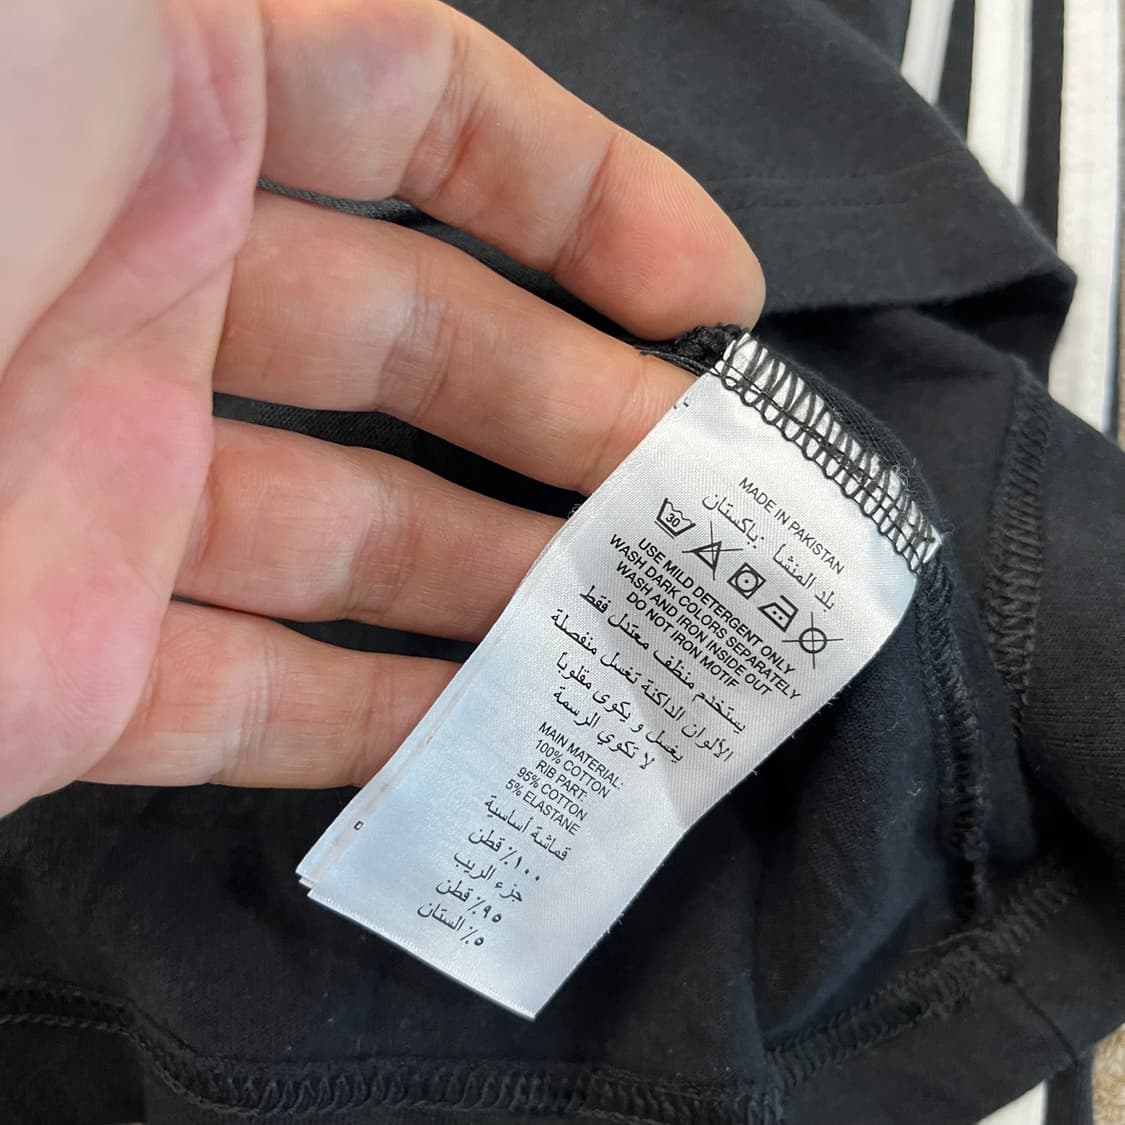 MADE IN PAKISTAN
بلد المنشا : باكستان
30
USE MILD DETERGENT ONLY
WASH DARK COLORS SEPARATELY
WASH AND IRON INSIDE OUT
DO NOT IRON MOTIF
يستخدم منظف معتدل فقط
الألوان الداكنة تغسل منفصلة
يغسل و يكوى مقلوبا
لا تكوي الرسمة
MAIN MATERIAL:
100% COTTON
RIB PART:
95% COTTON
5% ELASTANE
قماشة أساسية
١٠٠٪ قطن
جزء الريب
٩٥٪ قطن
٥٪ الستان